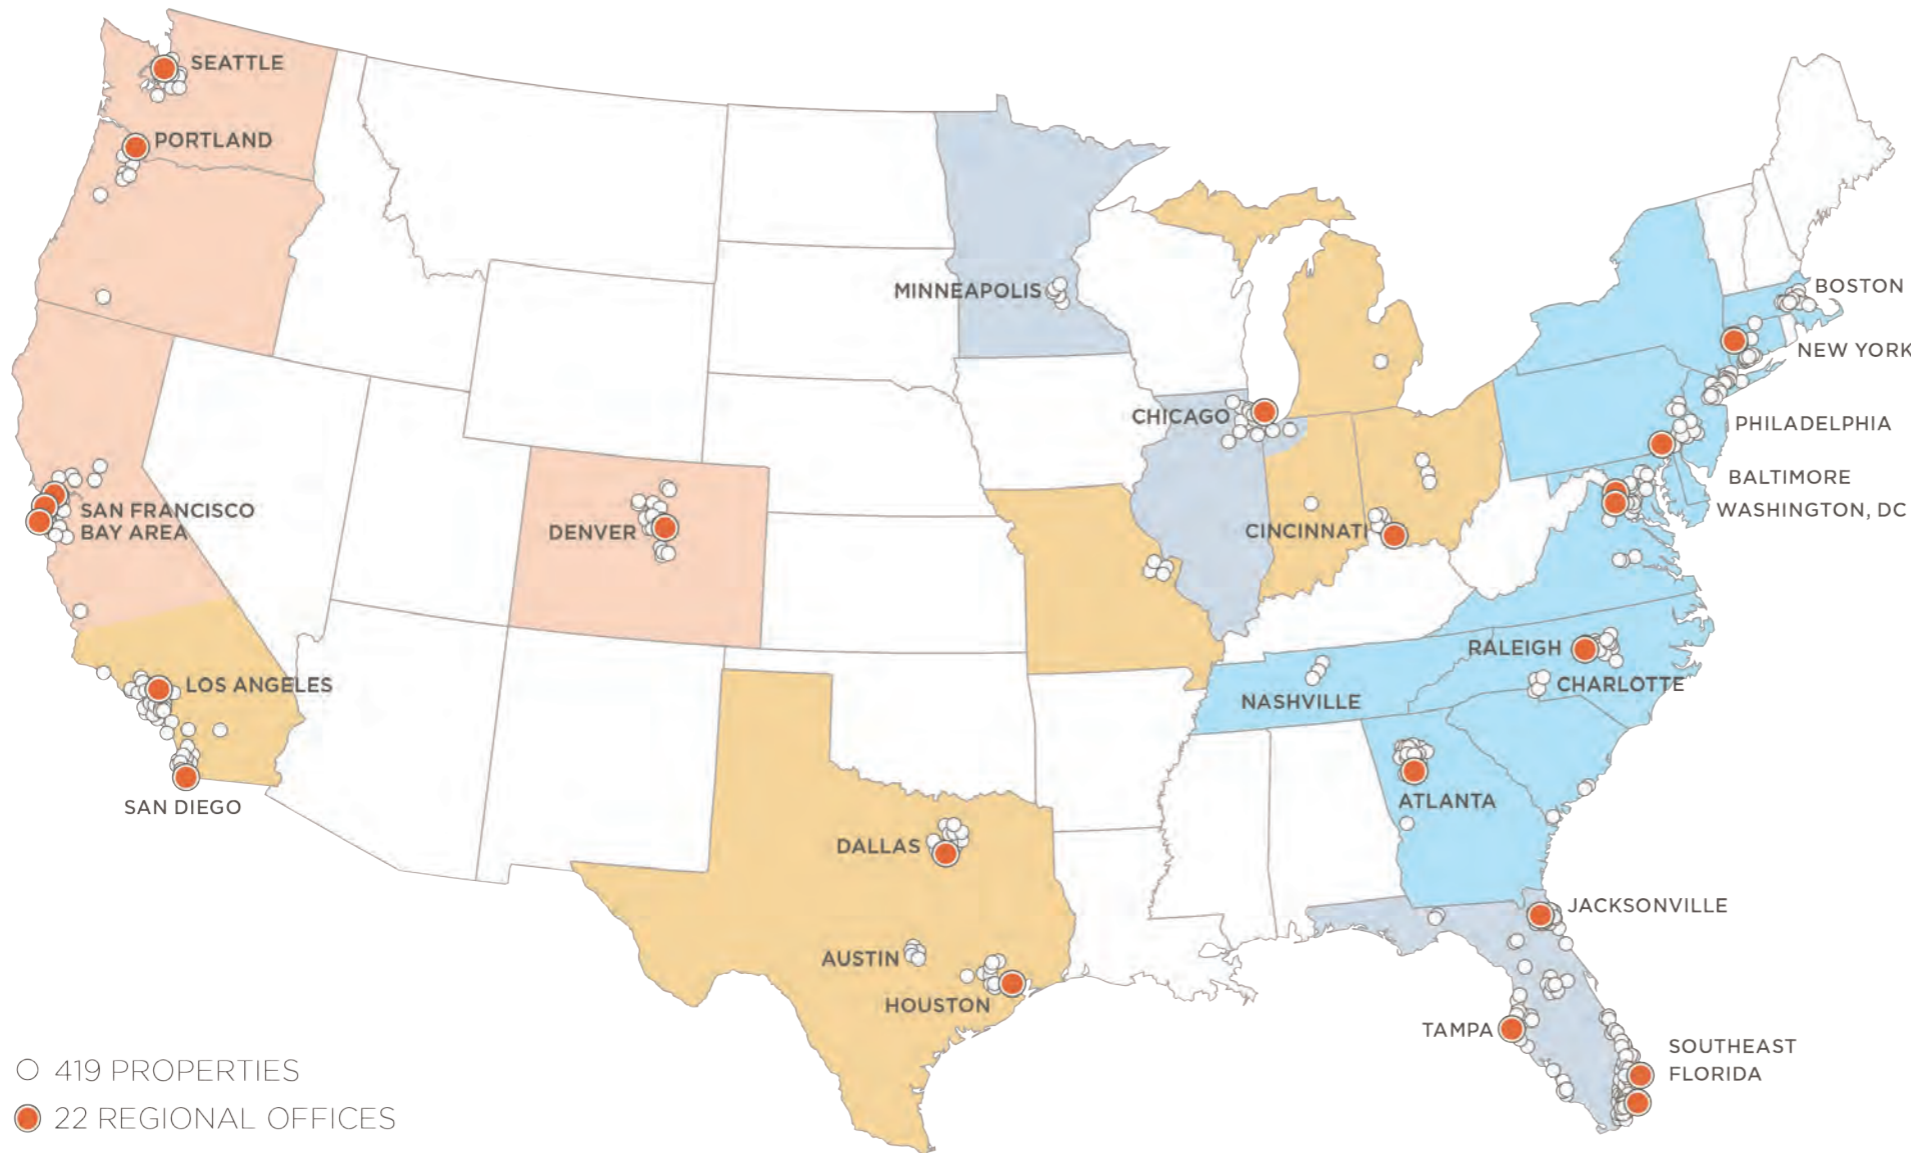 SEATTLE
PORTLAND
MINNEAPOLIS
BOSTON
NEW YORK
CHICAGO
PHILADELPHIA
BALTIMORE
WASHINGTON, DC
SAN FRANCISCO
BAY AREA
DENVER
CINCINNATI
RALEIGH
CHARLOTTE
NASHVILLE
LOS ANGELES
SAN DIEGO
ATLANTA
DALLAS
JACKSONVILLE
AUSTIN
HOUSTON
TAMPA
SOUTHEAST
FLORIDA
419 PROPERTIES
22 REGIONAL OFFICES